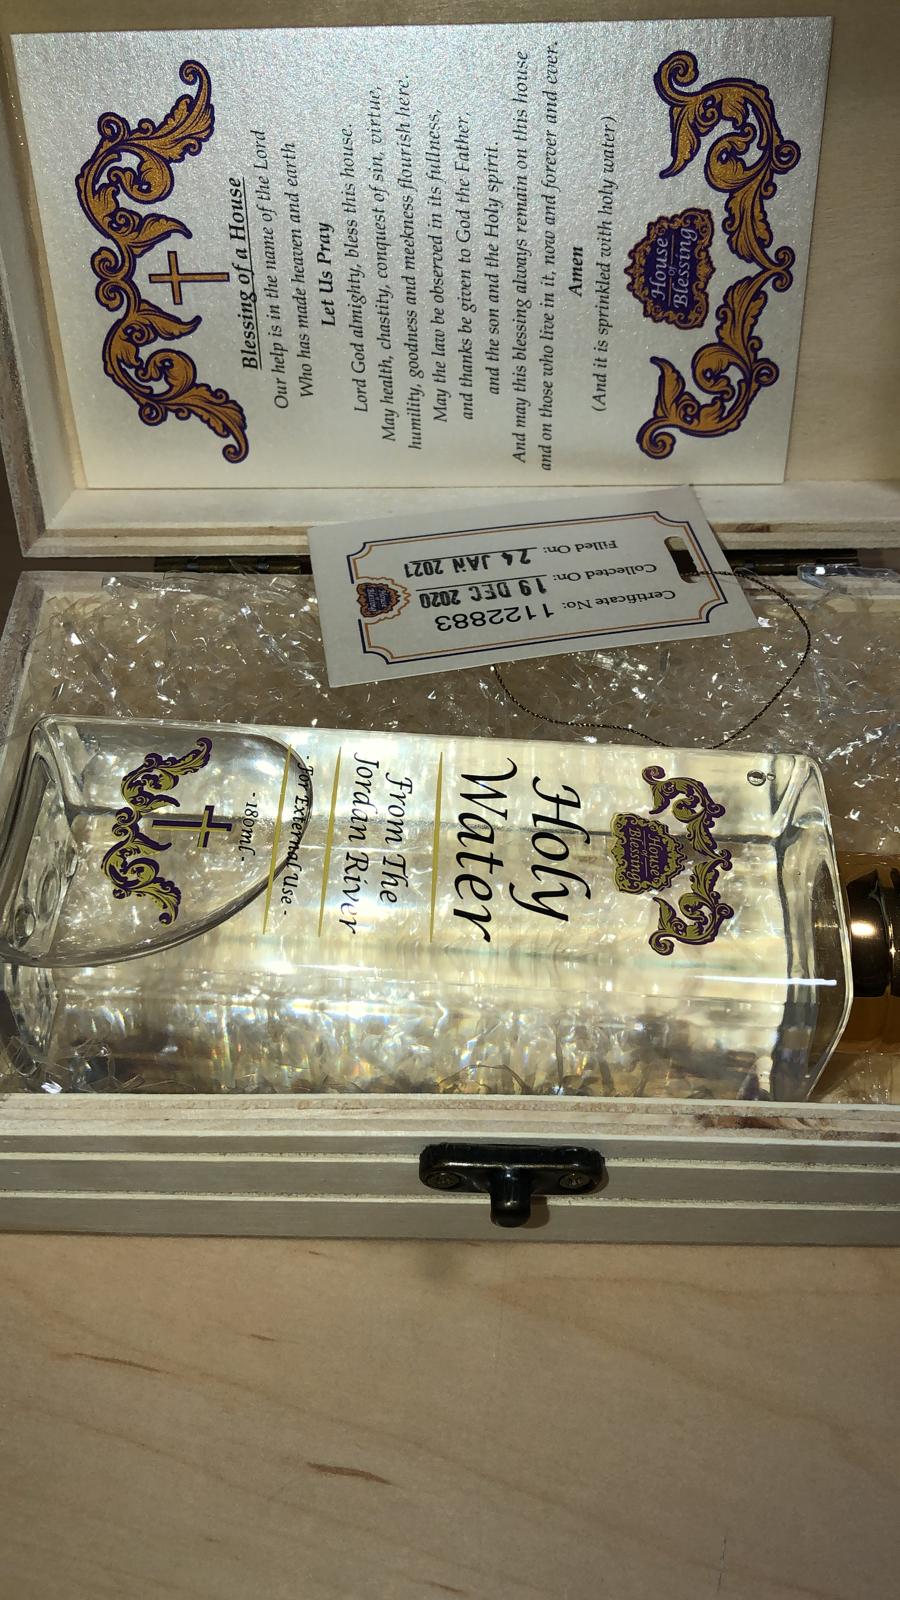 Blessing of a House
Our help is in the name of the Lord
Who has made heaven and earth
Let Us Pray
Lord God almighty, bless this house.
May health, chastity, conquest of sin, virtue,
humility, goodness and meekness flourish here.
May the law be observed in its fullness,
and thanks be given to God the Father,
and the son and the Holy spirit.
And may this blessing always remain on this house
and on those who live in it, now and forever and ever.
Amen
(And it is sprinkled with holy water)
House
of
Blessing
Certificate No: 1122883
Collected On: 19 DEC 2020
Filled On: 24 JAN 2021
House
of
Blessing
Holy
Water
From The
Jordan River
- For External Use -
- 180ml -